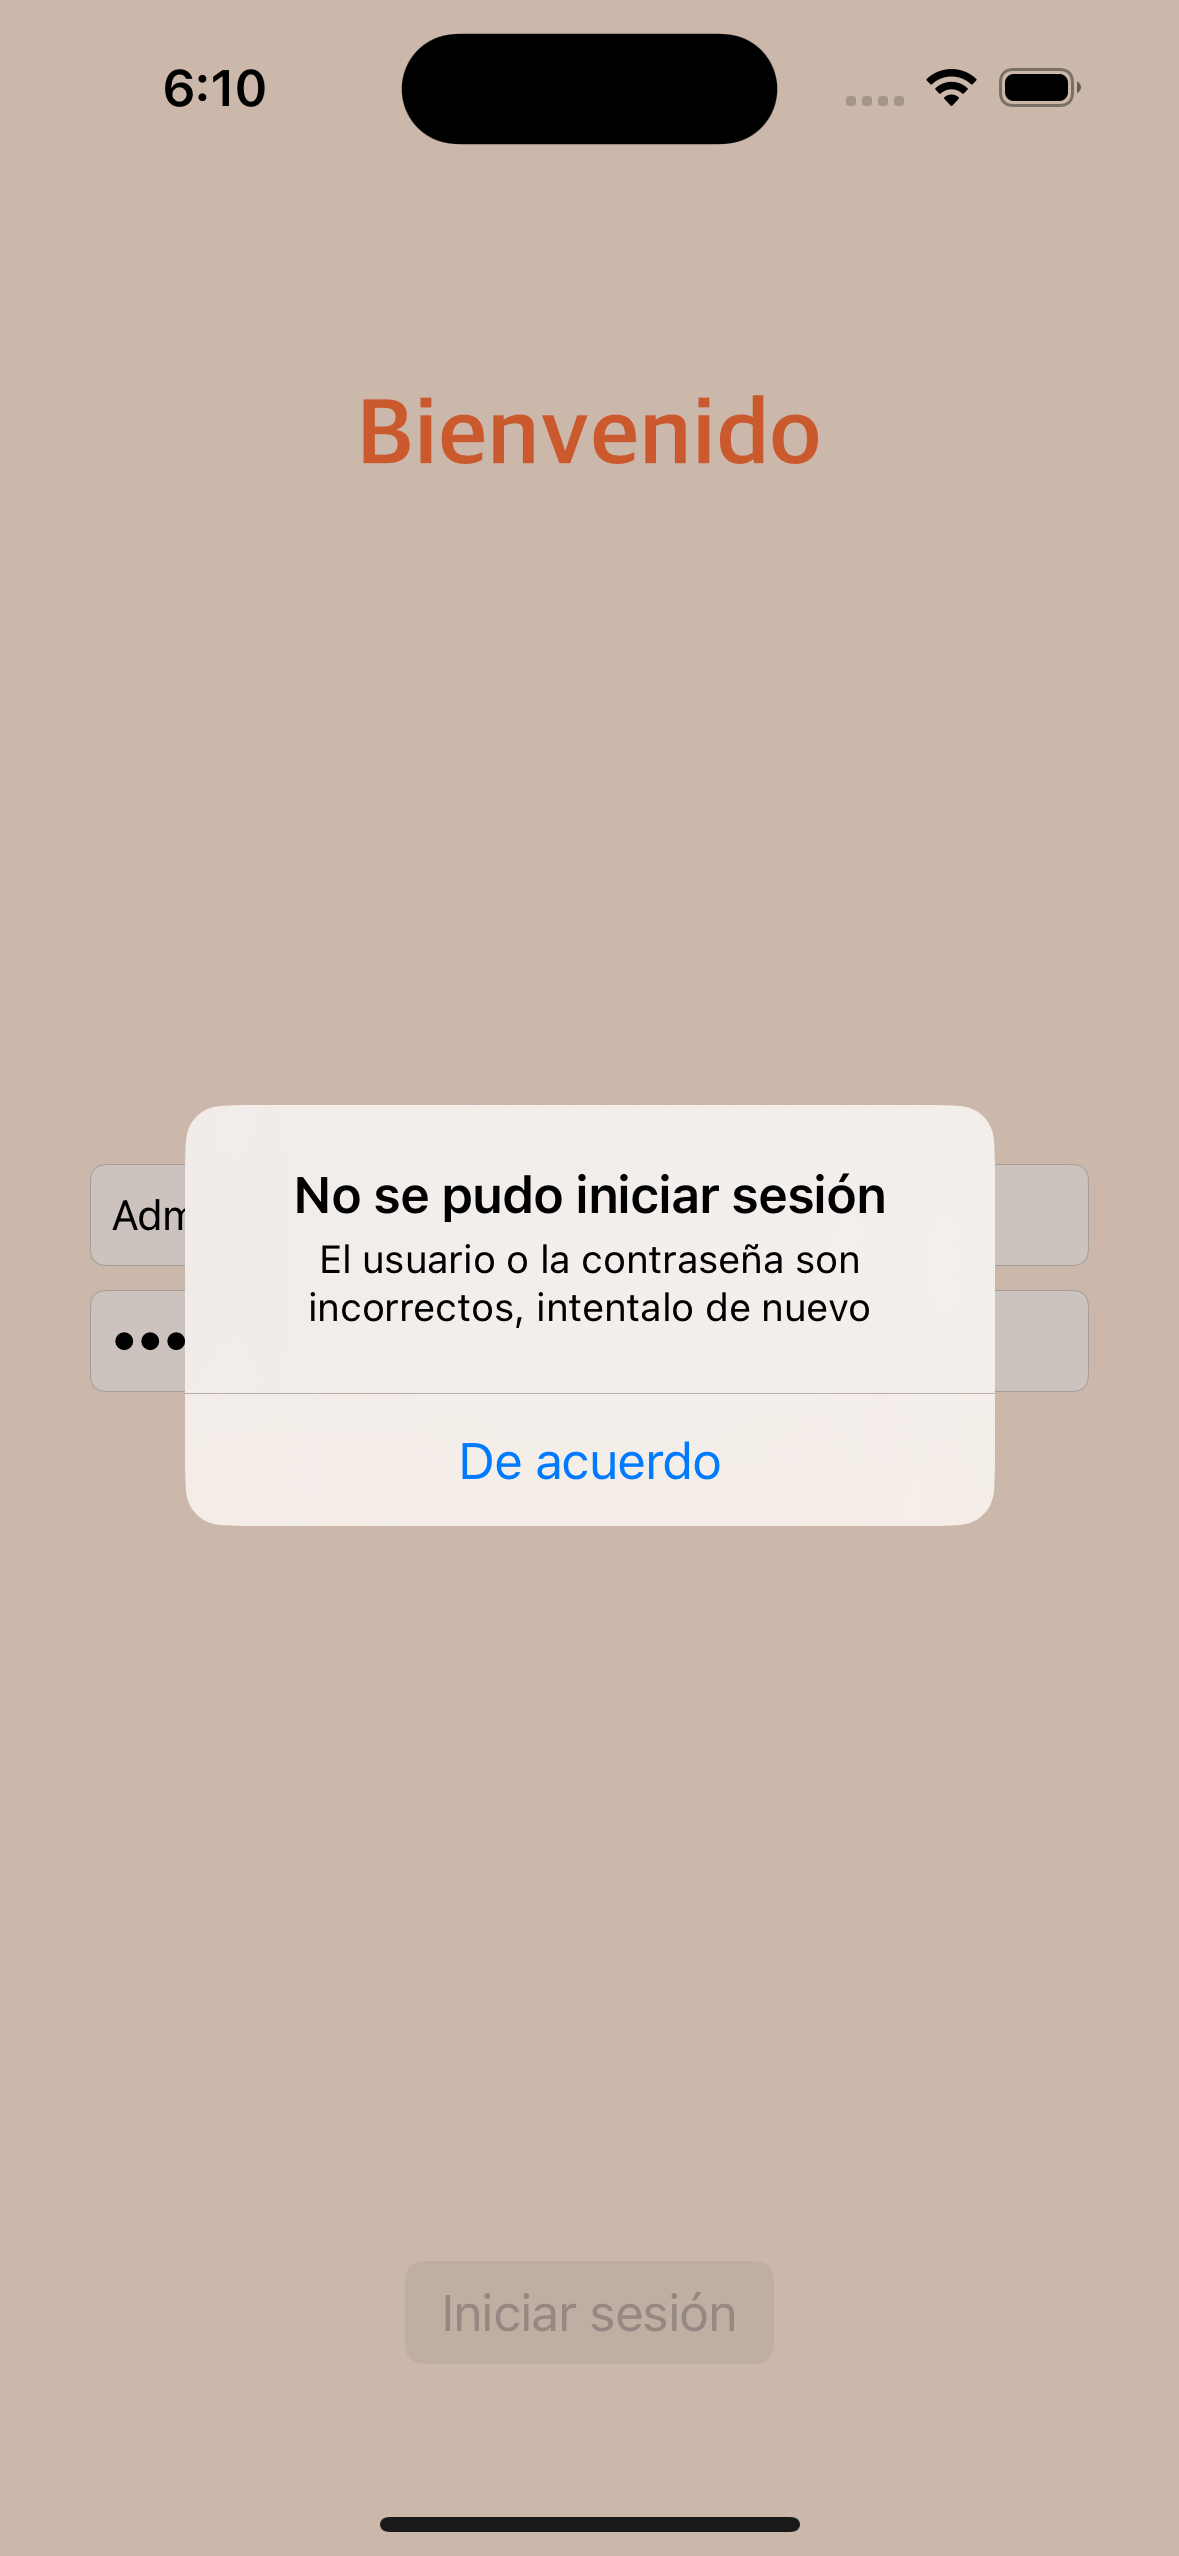 6:10
Bienvenido
No se pudo iniciar sesión
El usuario o la contraseña son
incorrectos, intentalo de nuevo
De acuerdo
Iniciar sesión